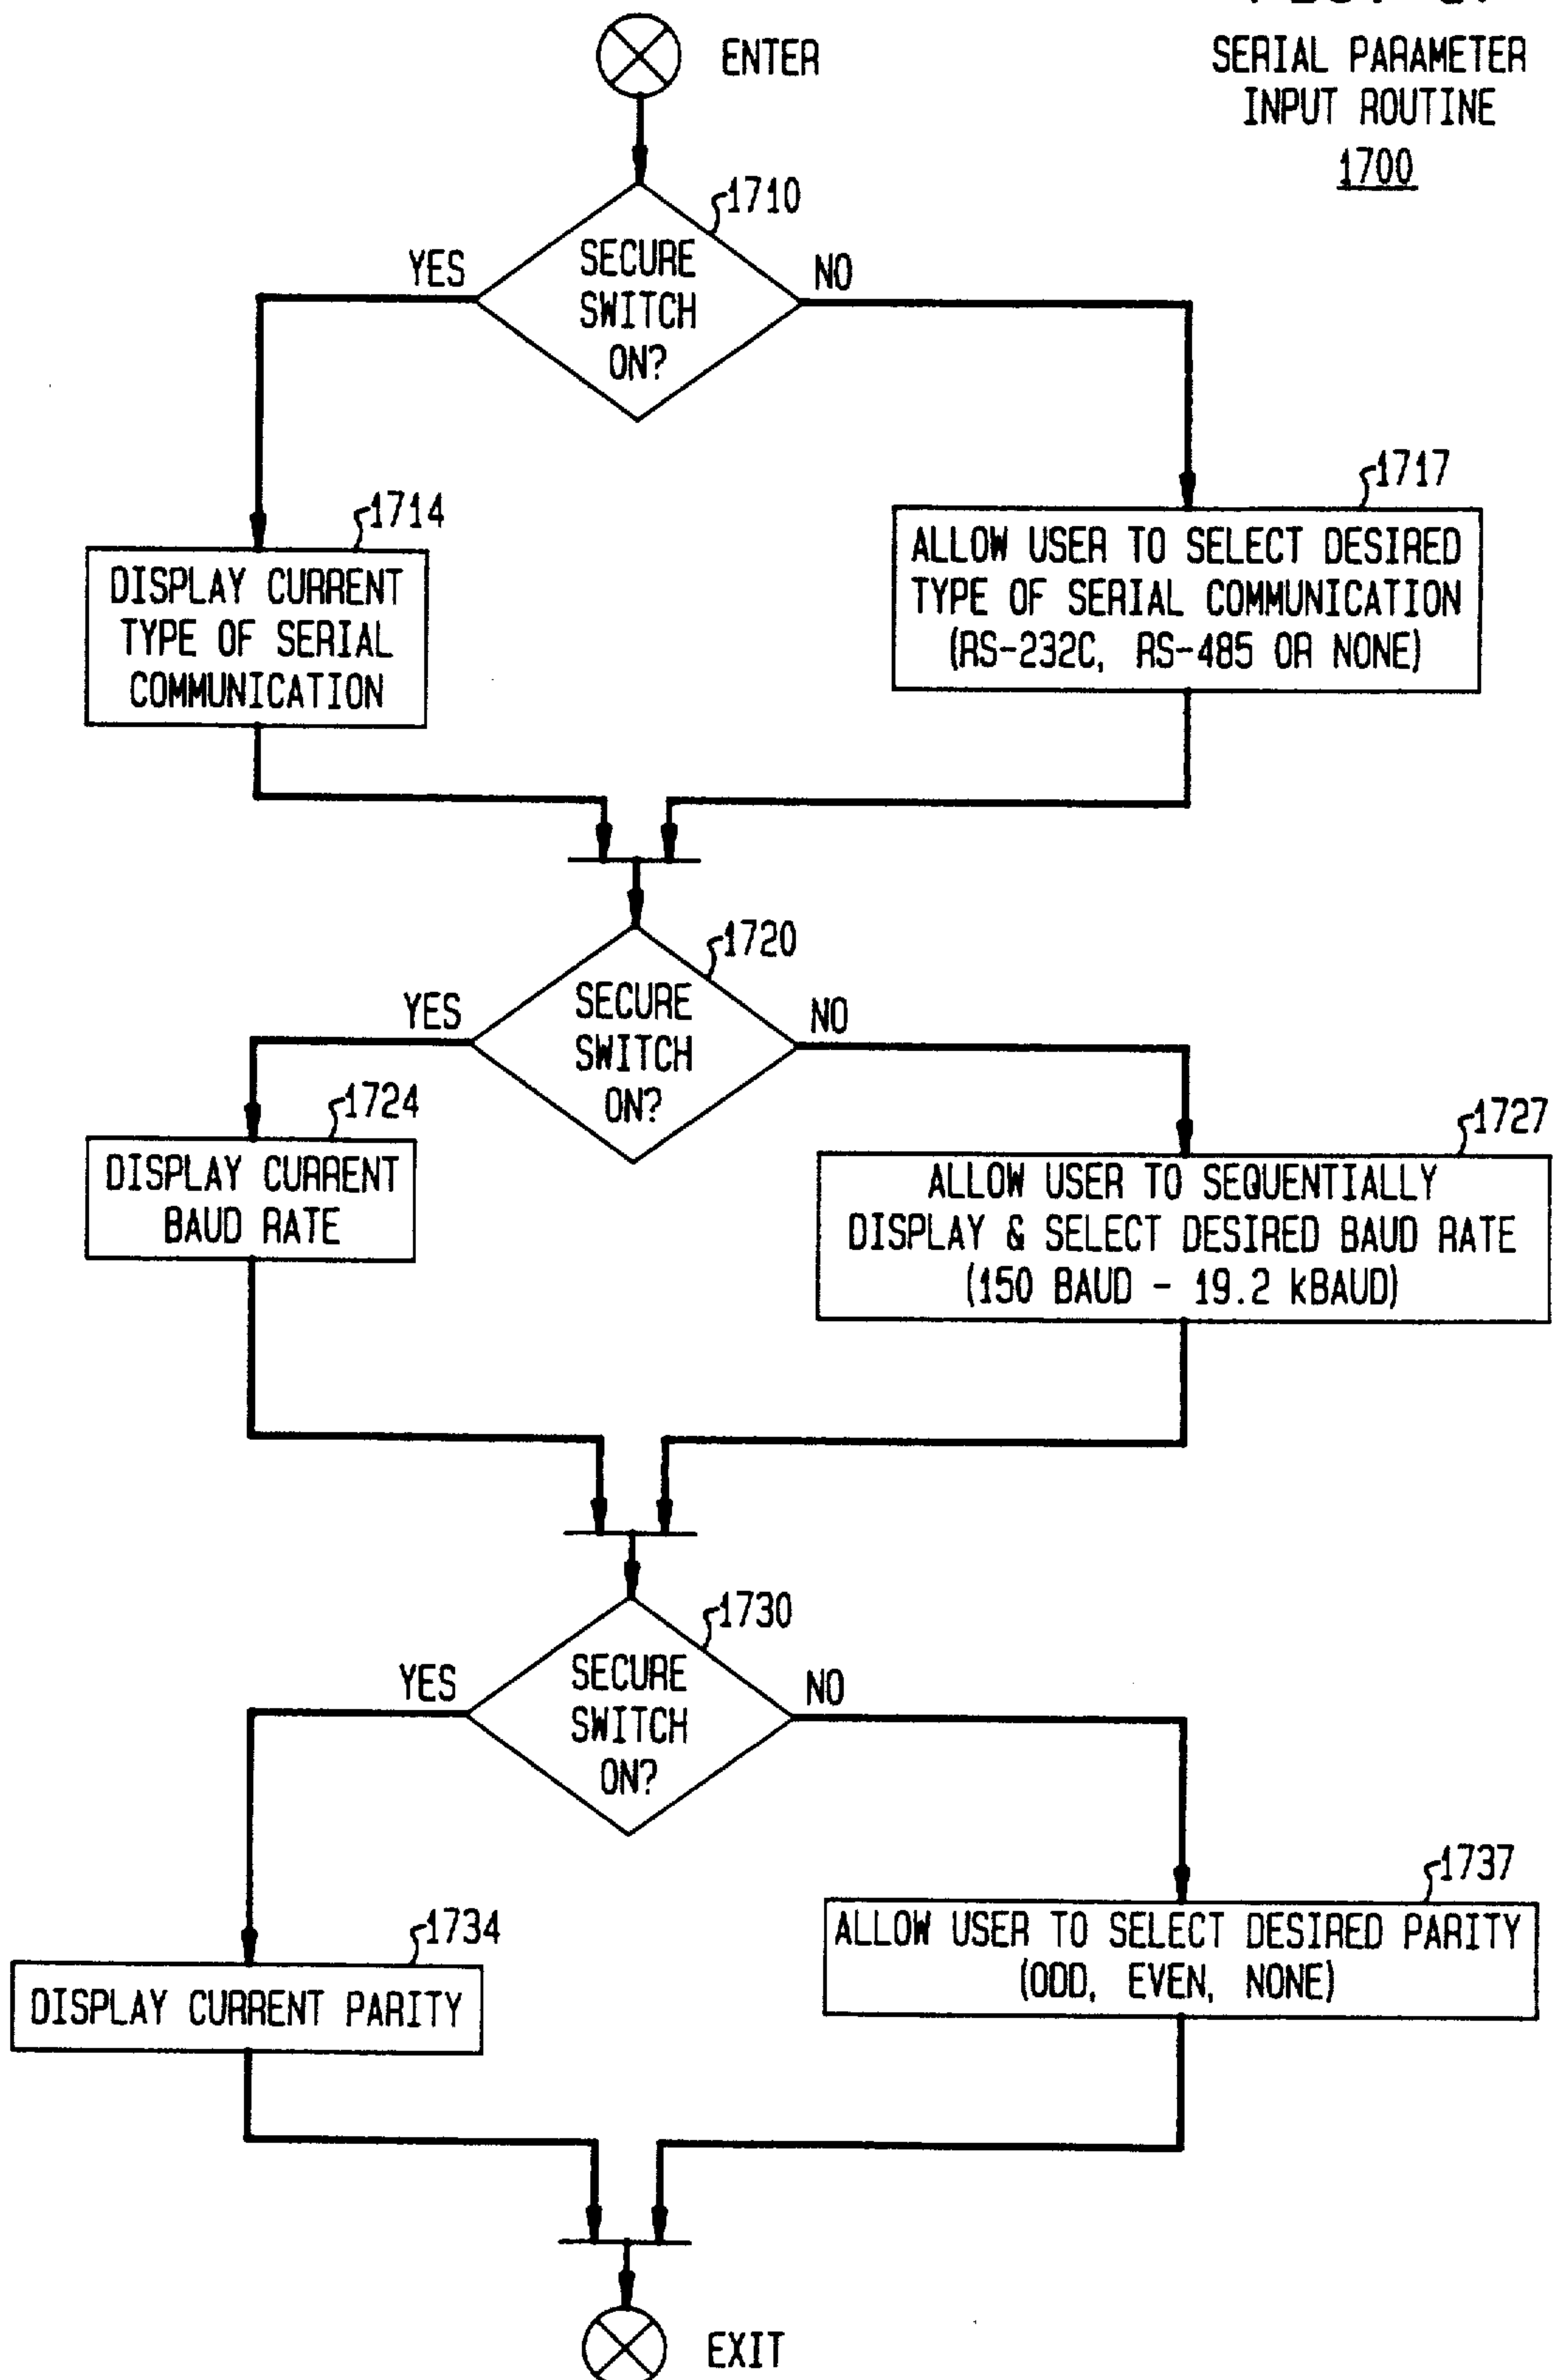 ENTER
SERIAL PARAMETER
INPUT ROUTINE
1700
1710
YES
SECURE
SWITCH
ON?
NO
1714
DISPLAY CURRENT
TYPE OF SERIAL
COMMUNICATION
1717
ALLOW USER TO SELECT DESIRED
TYPE OF SERIAL COMMUNICATION
(RS-232C, RS-485 OR NONE)
1720
YES
SECURE
SWITCH
ON?
NO
1724
DISPLAY CURRENT
BAUD RATE
1727
ALLOW USER TO SEQUENTIALLY
DISPLAY & SELECT DESIRED BAUD RATE
(150 BAUD - 19.2 kBAUD)
1730
YES
SECURE
SWITCH
ON?
NO
1734
DISPLAY CURRENT PARITY
1737
ALLOW USER TO SELECT DESIRED PARITY
(ODD, EVEN, NONE)
EXIT